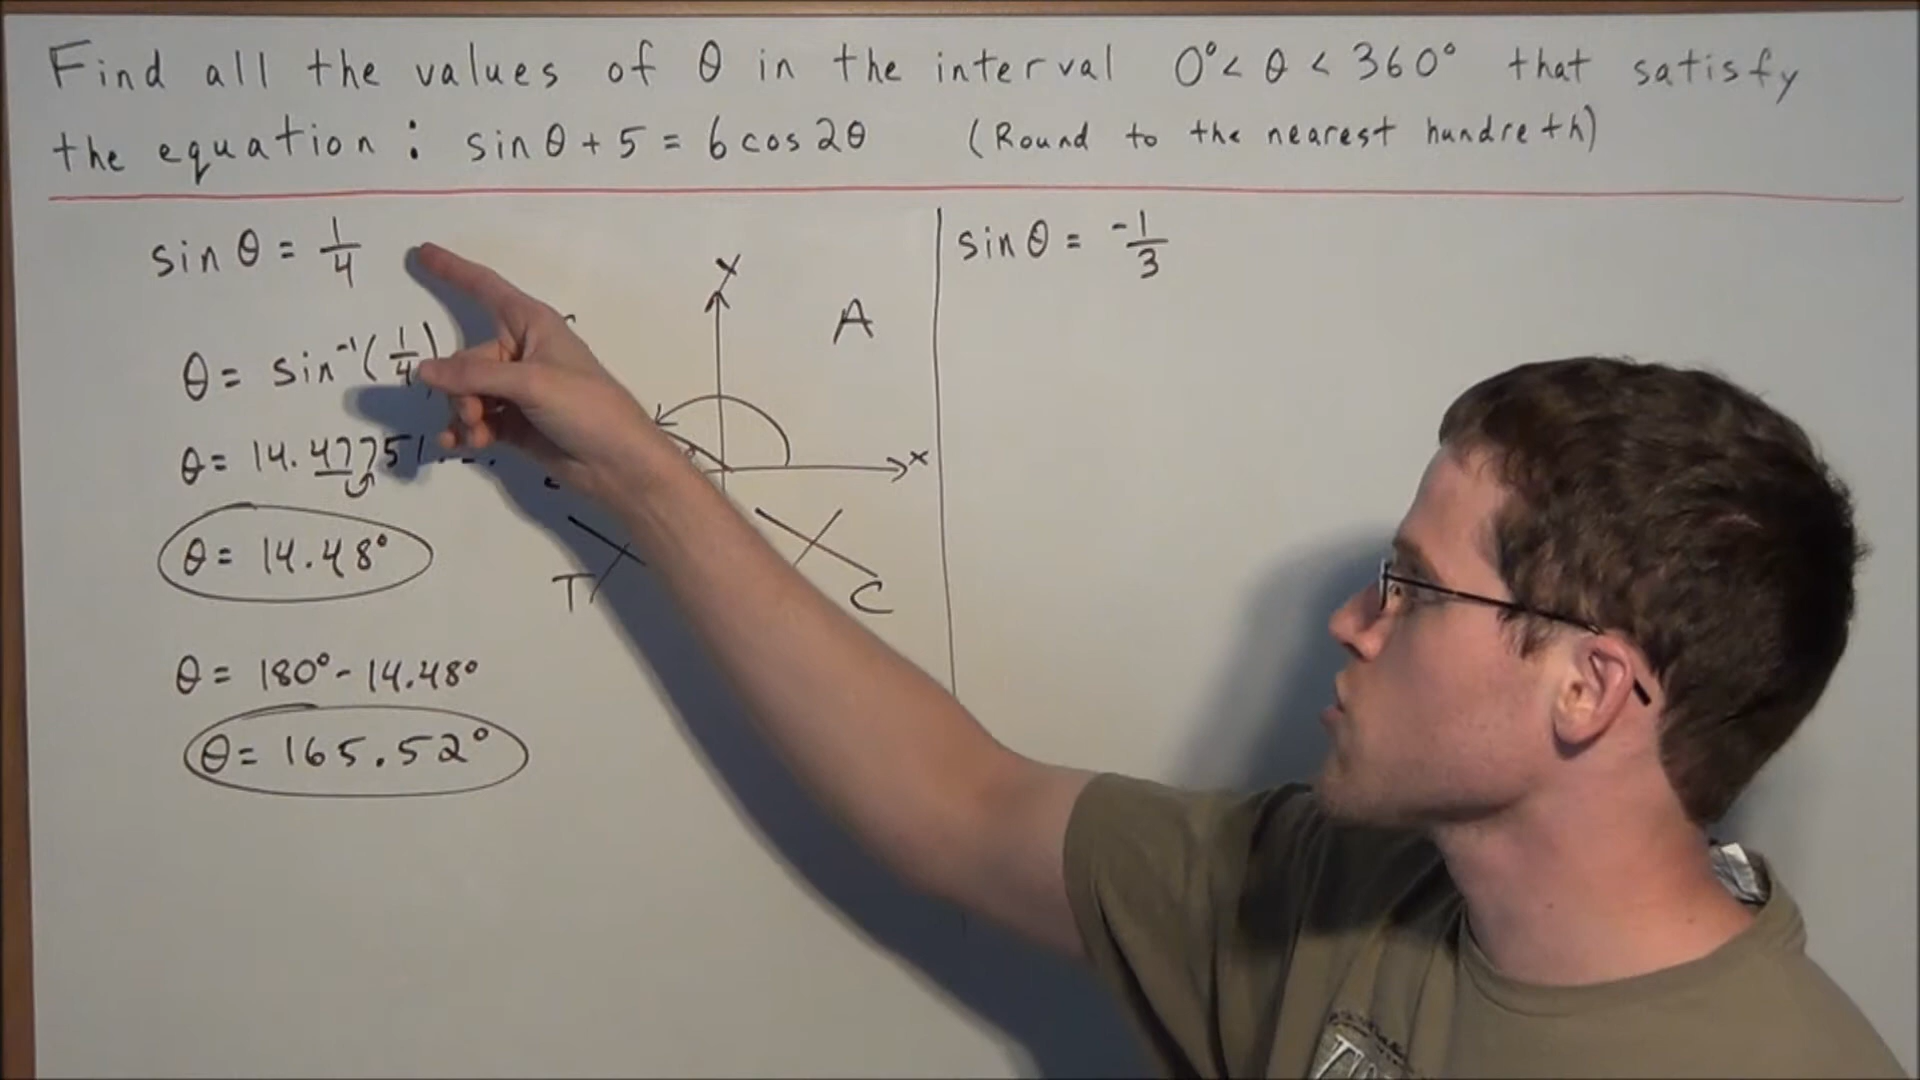 Find all the values of θ in the interval 0° < θ < 360° that satisfy
the equation : sin θ + 5 = 6 cos 2θ (Round to the nearest hundreth)
sin θ = 1/4
θ = sin⁻¹(1/4)
θ = 14.47751...
θ = 14.48°
θ = 180° - 14.48°
θ = 165.52°
y
A
x
T
C
sin θ = -1/3